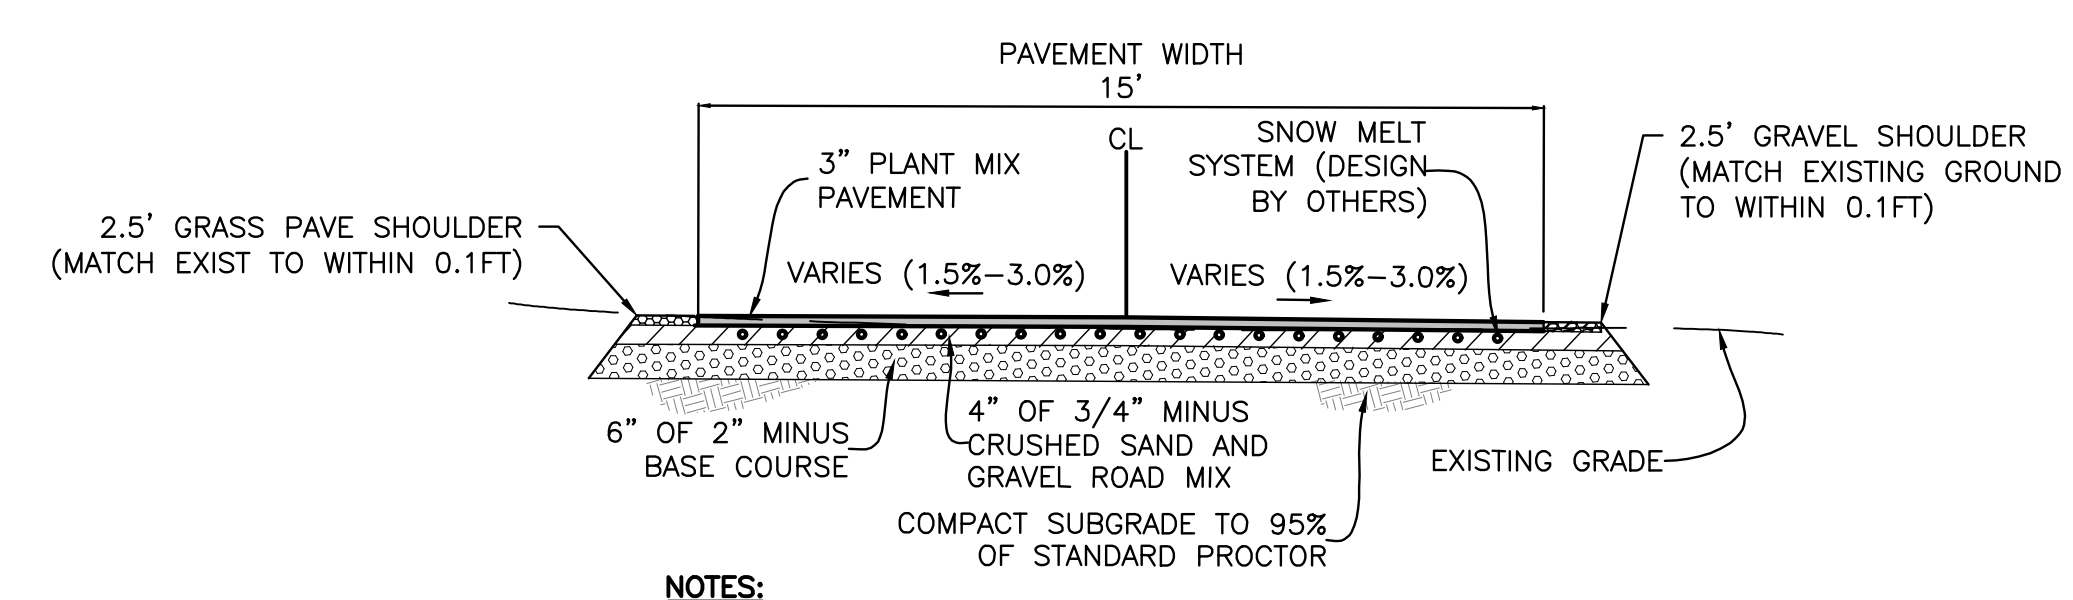 PAVEMENT WIDTH
15'
CL
SNOW MELT
SYSTEM (DESIGN
BY OTHERS)
2.5' GRAVEL SHOULDER
(MATCH EXISTING GROUND
TO WITHIN 0.1FT)
3" PLANT MIX
PAVEMENT
2.5' GRASS PAVE SHOULDER
(MATCH EXIST TO WITHIN 0.1FT)
VARIES (1.5%-3.0%)
VARIES (1.5%-3.0%)
6" OF 2" MINUS
BASE COURSE
4" OF 3/4" MINUS
CRUSHED SAND AND
GRAVEL ROAD MIX
EXISTING GRADE
COMPACT SUBGRADE TO 95%
OF STANDARD PROCTOR
NOTES: